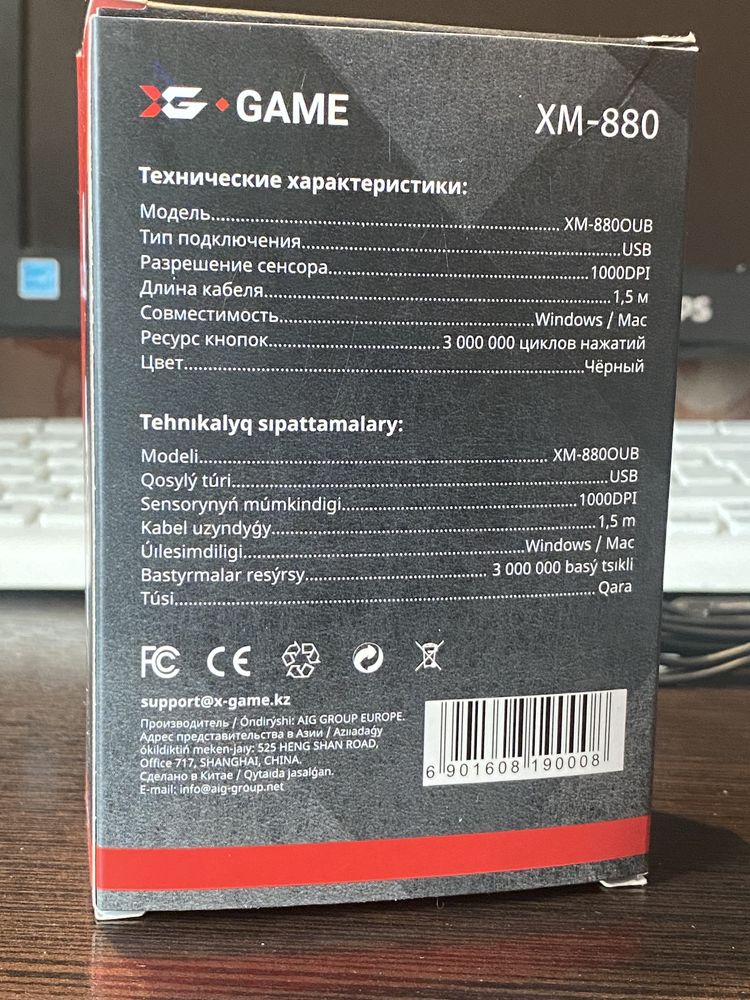 XG • GAME
XM-880
Технические характеристики:
Модель.......... XM-880OUB
Тип подключения..........USB
Разрешение сенсора..........1000DPI
Длина кабеля..........1,5 м
Совместимость..........Windows / Mac
Ресурс кнопок..........3 000 000 циклов нажатий
Цвет..........Чёрный
Tehnıkalyq sıpattamalary:
Modeli.......... XM-880OUB
Qosylý túri..........USB
Sensorynyń múmkindigi..........1000DPI
Kabel uzyndyǵy..........1,5 m
Úılesimdiligi..........Windows / Mac
Bastyrmalar resýrsy.......... 3 000 000 basý tsıkli
Túsi.......... Qara
FC CE
support@x-game.kz
Производитель / Óndirýshi: AIG GROUP EUROPE.
Адрес представительства в Азии / Azııadaǵy
ókildiktiń meken-jaıy: 525 HENG SHAN ROAD,
Office 717, SHANGHAI, CHINA.
Сделано в Китае / Qytaıda jasalǵan.
E-mail: info@aig-group.net
6 901608 190008